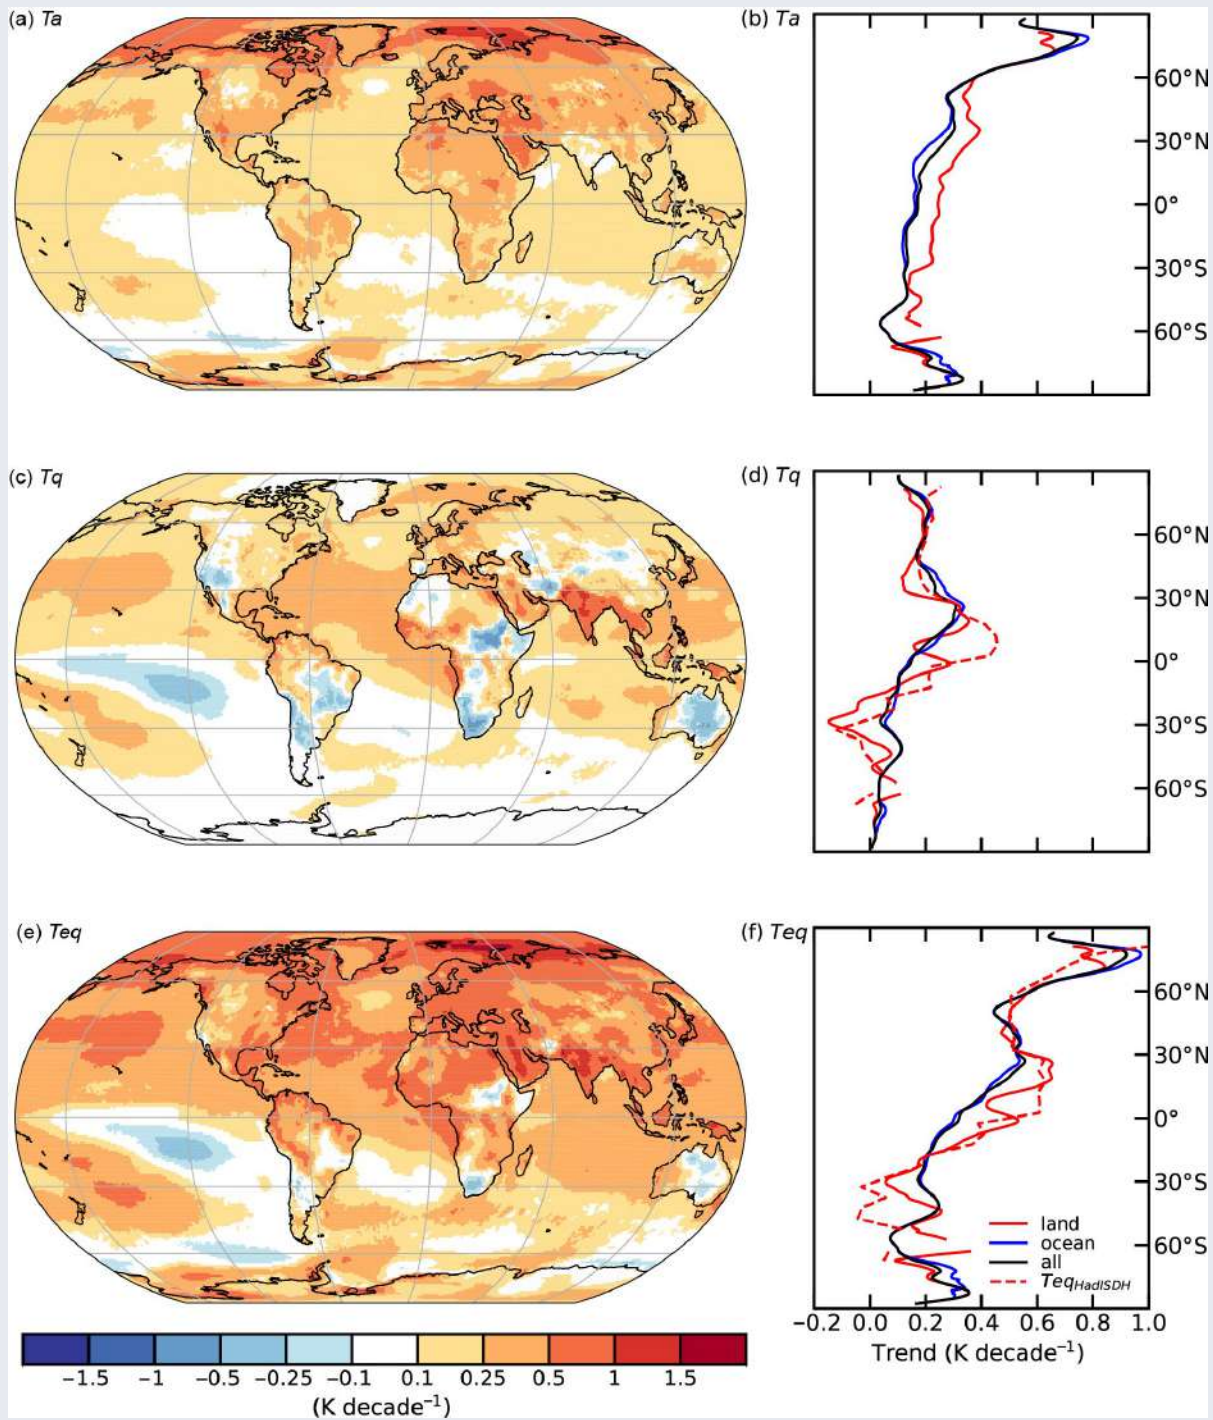 (a) Ta
(b) Ta
60°N
30°N
0°
30°S
60°S
(c) Tq
(d) Tq
60°N
30°N
0°
30°S
60°S
(e) Teq
(f) Teq
60°N
30°N
0°
30°S
60°S
land
ocean
all
TeqHadISDH
−0.2 0.0 0.2 0.4 0.6 0.8 1.0
Trend (K decade⁻¹)
−1.5 −1 −0.5 −0.25 −0.1 0.1 0.25 0.5 1 1.5
(K decade⁻¹)